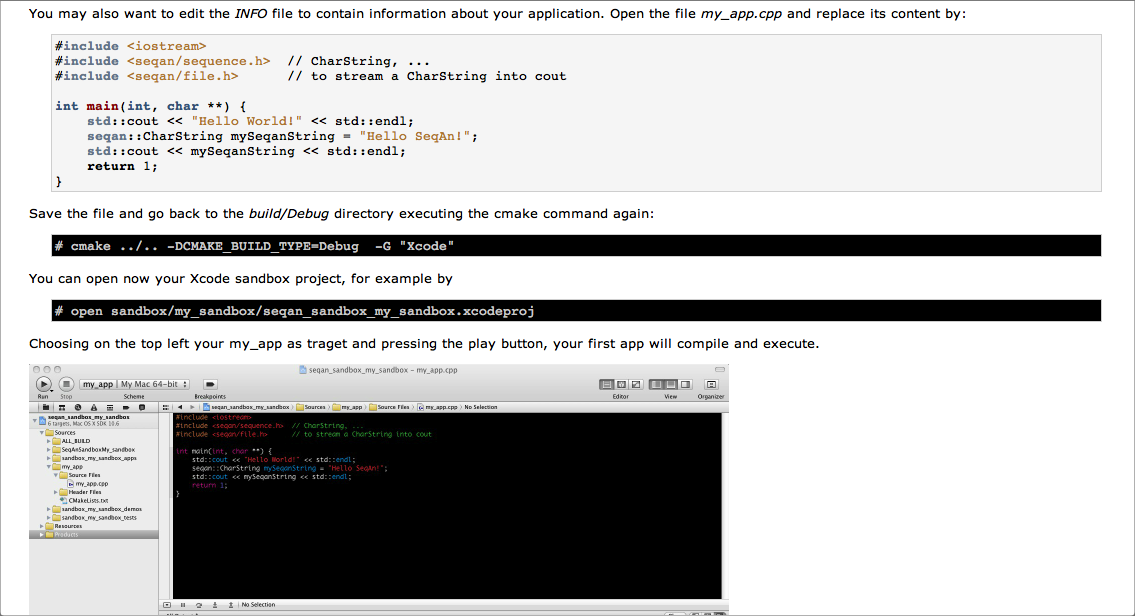 You may also want to edit the INFO file to contain information about your application. Open the file my_app.cpp and replace its content by:
#include <iostream>
#include <seqan/sequence.h>  // CharString, ...
#include <seqan/file.h>      // to stream a CharString into cout
int main(int, char **) {
    std::cout << "Hello World!" << std::endl;
    seqan::CharString mySeqanString = "Hello SeqAn!";
    std::cout << mySeqanString << std::endl;
    return 1;
}
Save the file and go back to the build/Debug directory executing the cmake command again:
# cmake ../.. -DCMAKE_BUILD_TYPE=Debug  -G "Xcode"
You can open now your Xcode sandbox project, for example by
# open sandbox/my_sandbox/seqan_sandbox_my_sandbox.xcodeproj
Choosing on the top left your my_app as traget and pressing the play button, your first app will compile and execute.
seqan_sandbox_my_sandbox – my_app.cpp
my_app My Mac 64-bit
Run Stop Scheme Breakpoints Editor View Organizer
seqan_sandbox_my_sandbox Sources my_app Source Files my_app.cpp No Selection
seqan_sandbox_my_sandbox
6 targets, Mac OS X SDK 10.6
Sources
ALL_BUILD
SeqAnSandboxMy_sandbox
sandbox_my_sandbox_apps
my_app
Source Files
my_app.cpp
Header Files
CMakeLists.txt
sandbox_my_sandbox_demos
sandbox_my_sandbox_tests
Resources
Products
#include <iostream>
#include <seqan/sequence.h>  // CharString, ...
#include <seqan/file.h>      // to stream a CharString into cout
int main(int, char **) {
    std::cout << "Hello World!" << std::endl;
    seqan::CharString mySeqanString = "Hello SeqAn!";
    std::cout << mySeqanString << std::endl;
    return 1;
}
No Selection